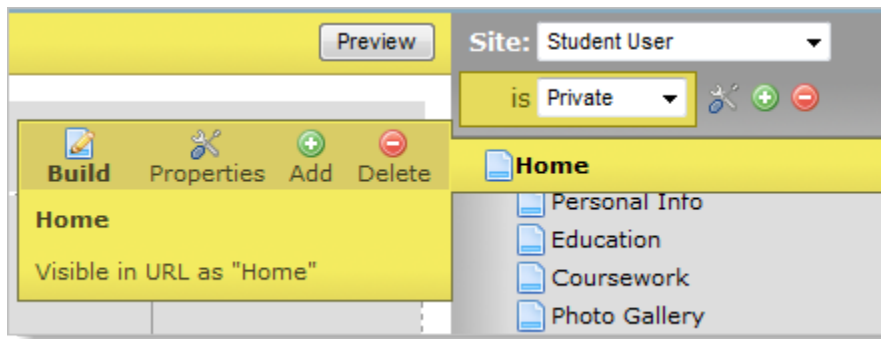 Preview
Site: Student User
is Private
Build Properties Add Delete
Home
Visible in URL as "Home"
Home
Personal Info
Education
Coursework
Photo Gallery